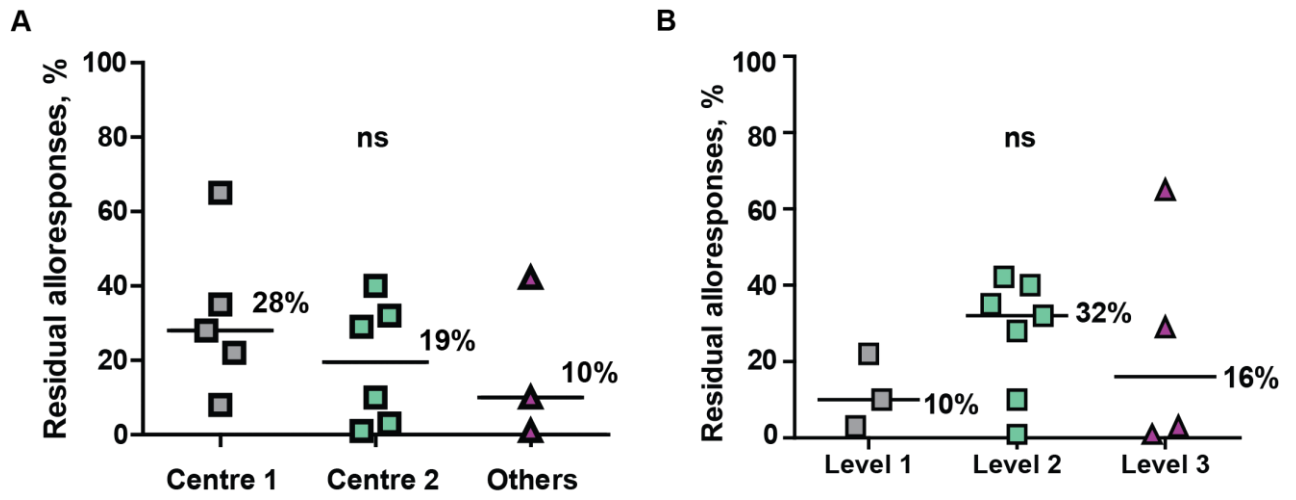 A
Residual alloresponses, %
100
80
60
40
20
0
ns
28%
19%
10%
Centre 1
Centre 2
Others
B
Residual alloresponses, %
100
80
60
40
20
0
ns
10%
32%
16%
Level 1
Level 2
Level 3